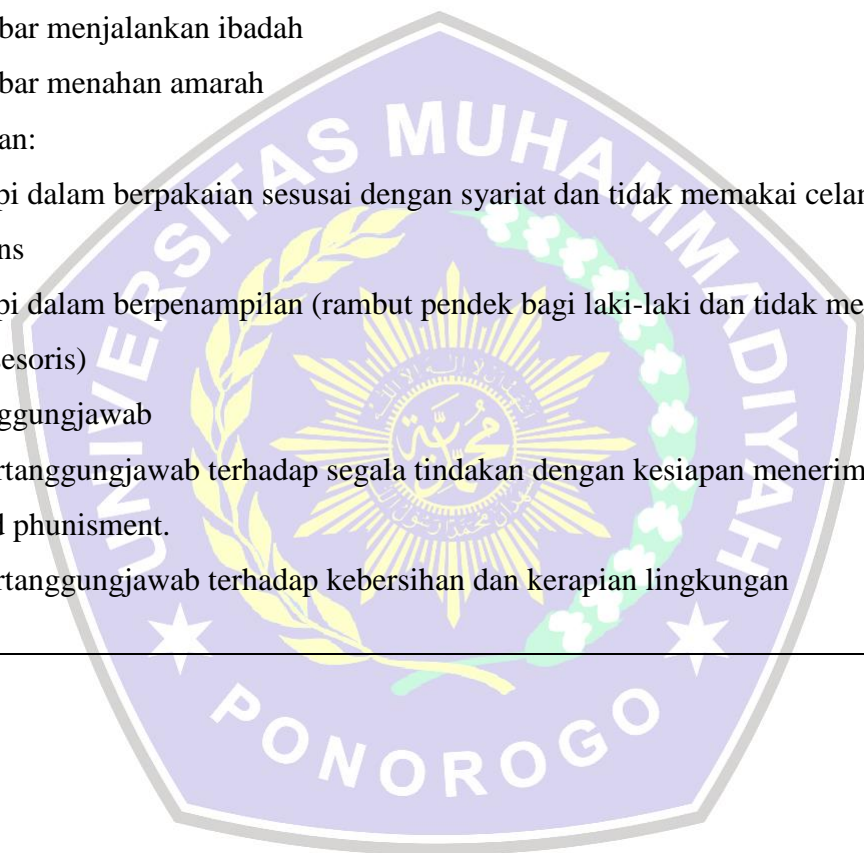 bar menjalankan ibadah
bar menahan amarah
an:
pi dalam berpakaian sesusai dengan syariat dan tidak memakai celan
ns
pi dalam berpenampilan (rambut pendek bagi laki-laki dan tidak me
esoris)
ggungjawab
rtanggungjawab terhadap segala tindakan dengan kesiapan menerim
d phunisment.
rtanggungjawab terhadap kebersihan dan kerapian lingkungan
UNIVERSITAS MUHAMMADIYAH
PONOROGO